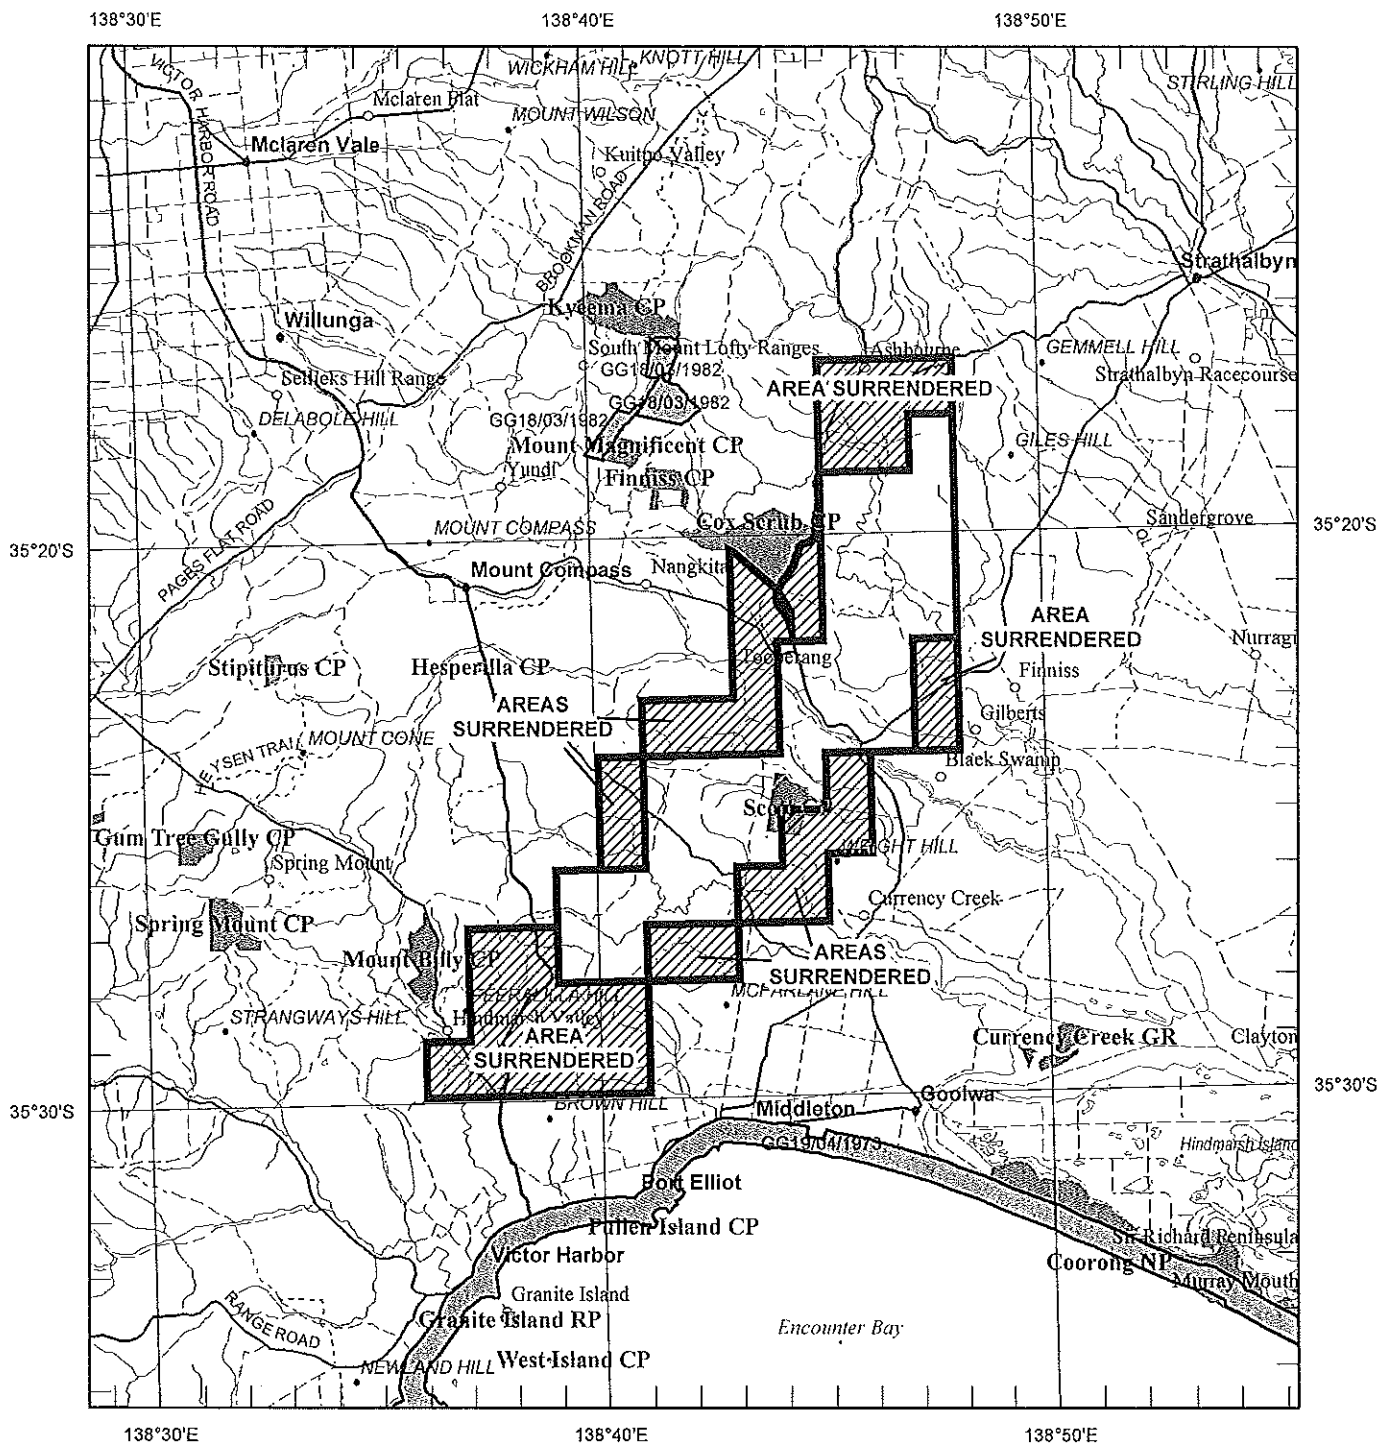 138°30'E
138°40'E
138°50'E
VICTOR HARBOR ROAD
WICKHAM HILL
KNOTT HILL
STIRLING HILL
Mclaren Flat
MOUNT WILSON
Mclaren Vale
Kuitpo Valley
BROOKMAN ROAD
Strathalbyn
Kyeema CP
Willunga
South Mount Lofty Ranges
Ashbourne
GEMMELL HILL
GG18/03/1982
Sellicks Hill Range
AREA SURRENDERED
Strathalbyn Racecourse
GG18/03/1982
DELABOLE HILL
GG18/03/1982
Mount Magnificent CP
GILES HILL
Yundi
Finniss CP
PAGES FLAT ROAD
MOUNT COMPASS
Cox Scrub CP
Sandergrove
35°20'S
35°20'S
Mount Compass
Nangkita
AREA
SURRENDERED
Nurragi
Stipiturus CP
Hesperilla CP
Tooperang
Finniss
AREAS
SURRENDERED
Gilberts
HEYSEN TRAIL
MOUNT CONE
Black Swamp
Scott CP
Gum Tree Gully CP
Spring Mount
WEIGHT HILL
Currency Creek
Spring Mount CP
Mount Billy CP
AREAS
SURRENDERED
PEERALILLA HILL
MCFARLANE HILL
STRANGWAYS HILL
Hindmarsh Valley
AREA
SURRENDERED
Currency Creek GR
Clayton
35°30'S
35°30'S
BROWN HILL
Middleton
Goolwa
GG19/04/1973
Hindmarsh Island
Port Elliot
Pullen Island CP
Sir Richard Peninsula
Victor Harbor
Coorong NP
Murray Mouth
Granite Island
RANGE ROAD
Granite Island RP
Encounter Bay
NEWLAND HILL
West Island CP
138°30'E
138°40'E
138°50'E